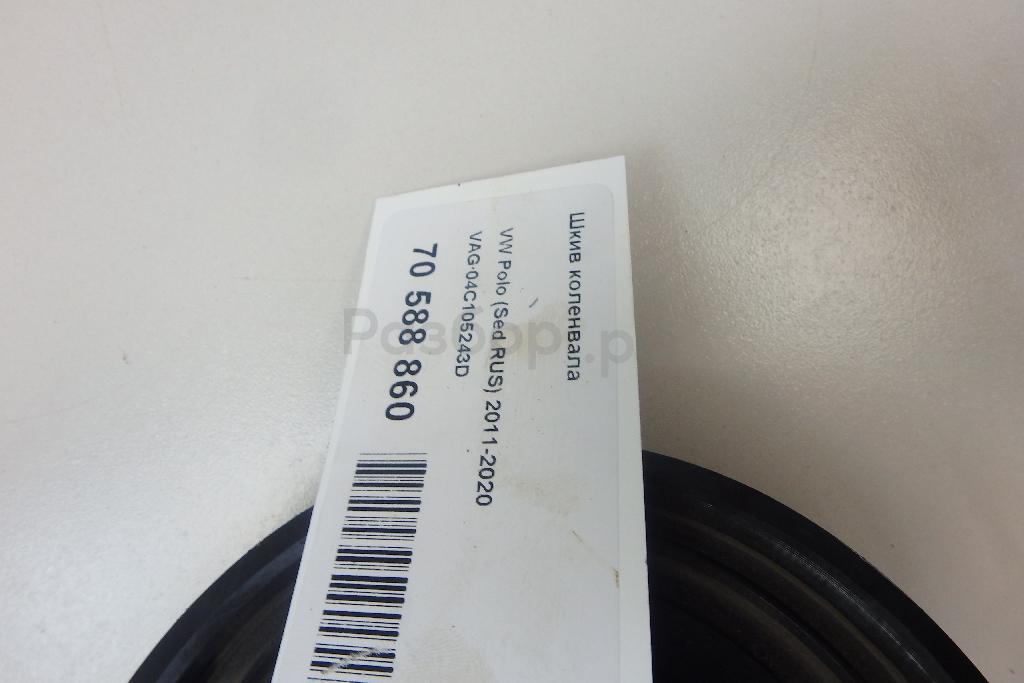 Шкив коленвала
VW Polo (Sed RUS) 2011-2020
VAG:04C105243D
70 588 860